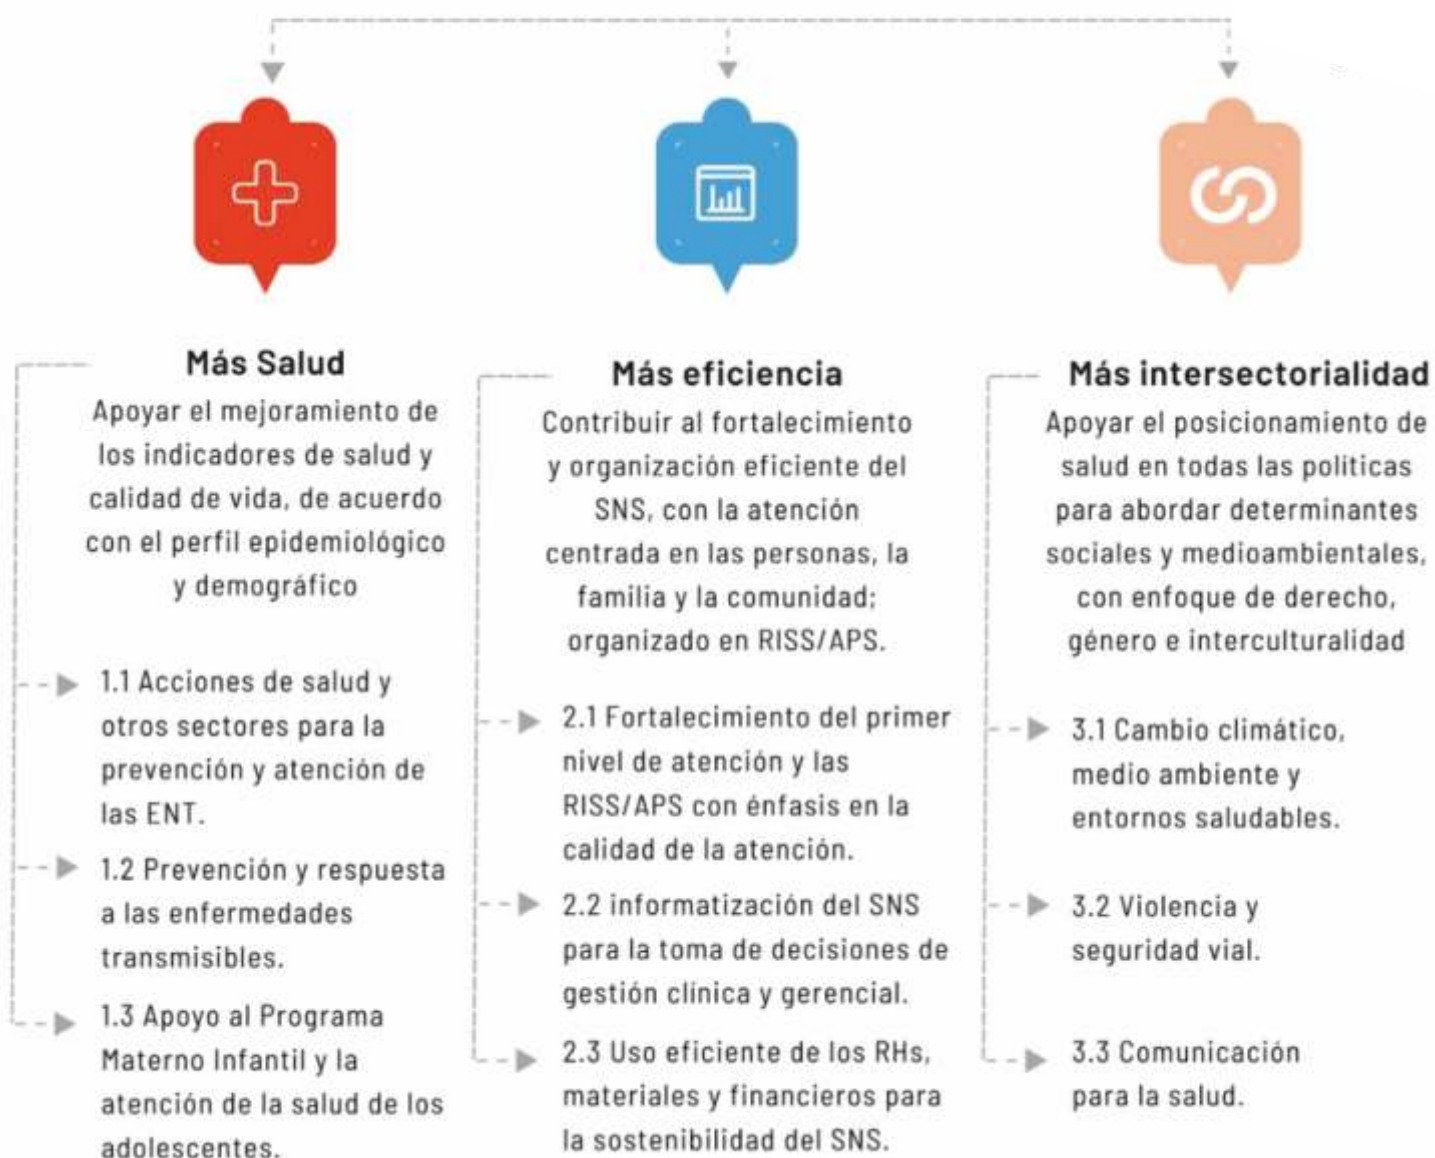 Más Salud
Apoyar el mejoramiento de
los indicadores de salud y
calidad de vida, de acuerdo
con el perfil epidemiológico
y demográfico
1.1 Acciones de salud y
otros sectores para la
prevención y atención de
las ENT.
1.2 Prevención y respuesta
a las enfermedades
transmisibles.
1.3 Apoyo al Programa
Materno Infantil y la
atención de la salud de los
adolescentes.
Más eficiencia
Contribuir al fortalecimiento
y organización eficiente del
SNS, con la atención
centrada en las personas, la
familia y la comunidad;
organizado en RISS/APS.
2.1 Fortalecimiento del primer
nivel de atención y las
RISS/APS con énfasis en la
calidad de la atención.
2.2 informatización del SNS
para la toma de decisiones de
gestión clínica y gerencial.
2.3 Uso eficiente de los RHs,
materiales y financieros para
la sostenibilidad del SNS.
Más intersectorialidad
Apoyar el posicionamiento de
salud en todas las políticas
para abordar determinantes
sociales y medioambientales,
con enfoque de derecho,
género e interculturalidad
3.1 Cambio climático,
medio ambiente y
entornos saludables.
3.2 Violencia y
seguridad vial.
3.3 Comunicación
para la salud.